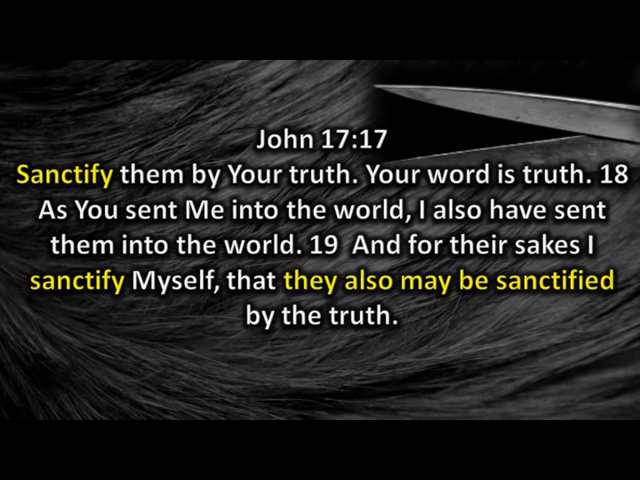 John 17:17
Sanctify them by Your truth. Your word is truth. 18
As You sent Me into the world, I also have sent
them into the world. 19  And for their sakes I
sanctify Myself, that they also may be sanctified
by the truth.